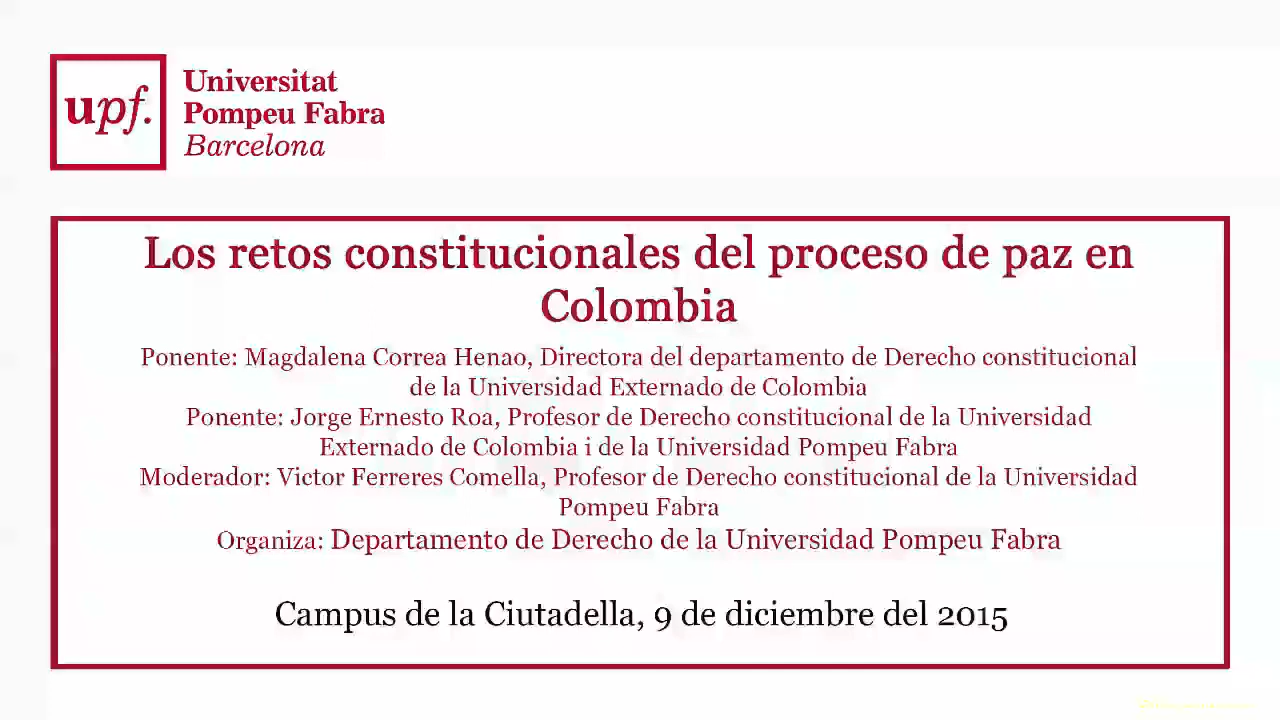 upf.
Universitat
Pompeu Fabra
Barcelona
Los retos constitucionales del proceso de paz en
Colombia
Ponente: Magdalena Correa Henao, Directora del departamento de Derecho constitucional
de la Universidad Externado de Colombia
Ponente: Jorge Ernesto Roa, Profesor de Derecho constitucional de la Universidad
Externado de Colombia i de la Universidad Pompeu Fabra
Moderador: Victor Ferreres Comella, Profesor de Derecho constitucional de la Universidad
Pompeu Fabra
Organiza: Departamento de Derecho de la Universidad Pompeu Fabra
Campus de la Ciutadella, 9 de diciembre del 2015